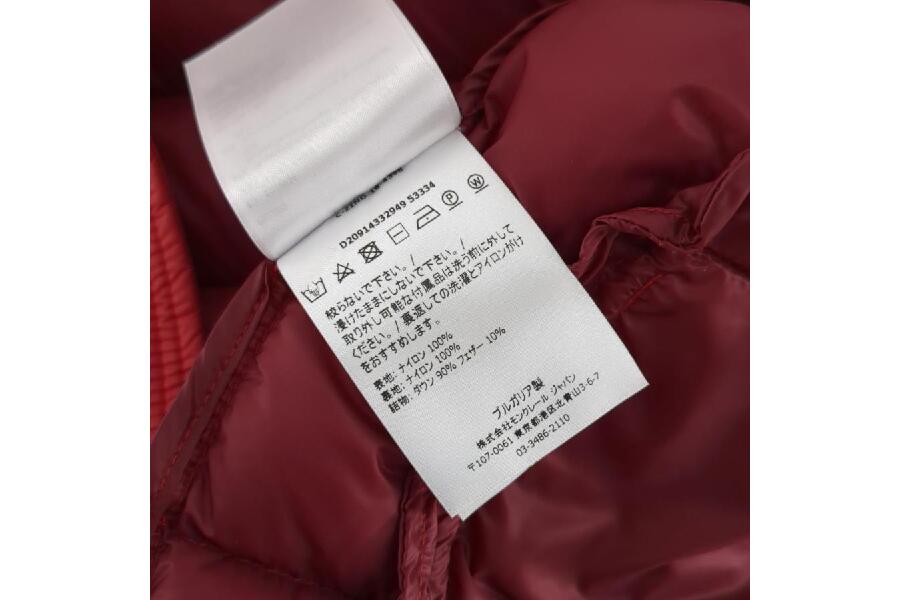 D20914332949 53334
P W
絞らないで下さい。/
浸けたままにしないで下さい。/
取り外し可能な付属品は洗う前に外して
ください。/ 裏返しての洗濯とアイロンがけ
をおすすめします。
表地: ナイロン 100%
裏地: ナイロン 100%
詰物: ダウン 90% フェザー 10%
ブルガリア製
株式会社モンクレール ジャパン
〒107-0061 東京都港区北青山3-6-7
03-3486-2110